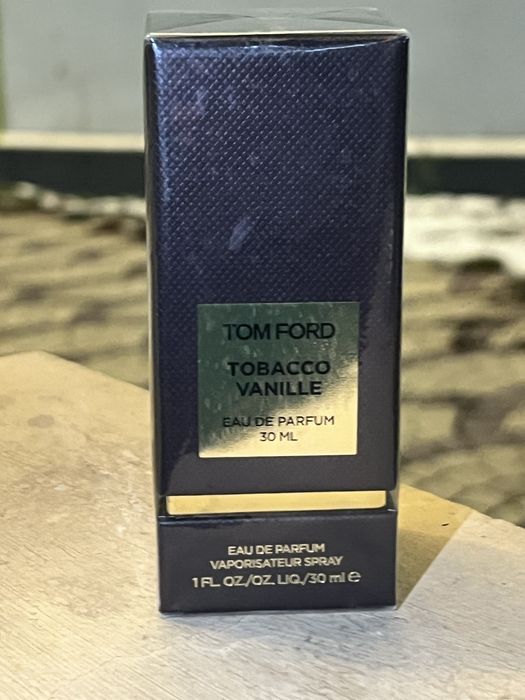 TOM FORD
TOBACCO
VANILLE
EAU DE PARFUM
30 ML
EAU DE PARFUM
VAPORISATEUR SPRAY
1 FL. OZ./OZ. LIQ./30 ml ℮